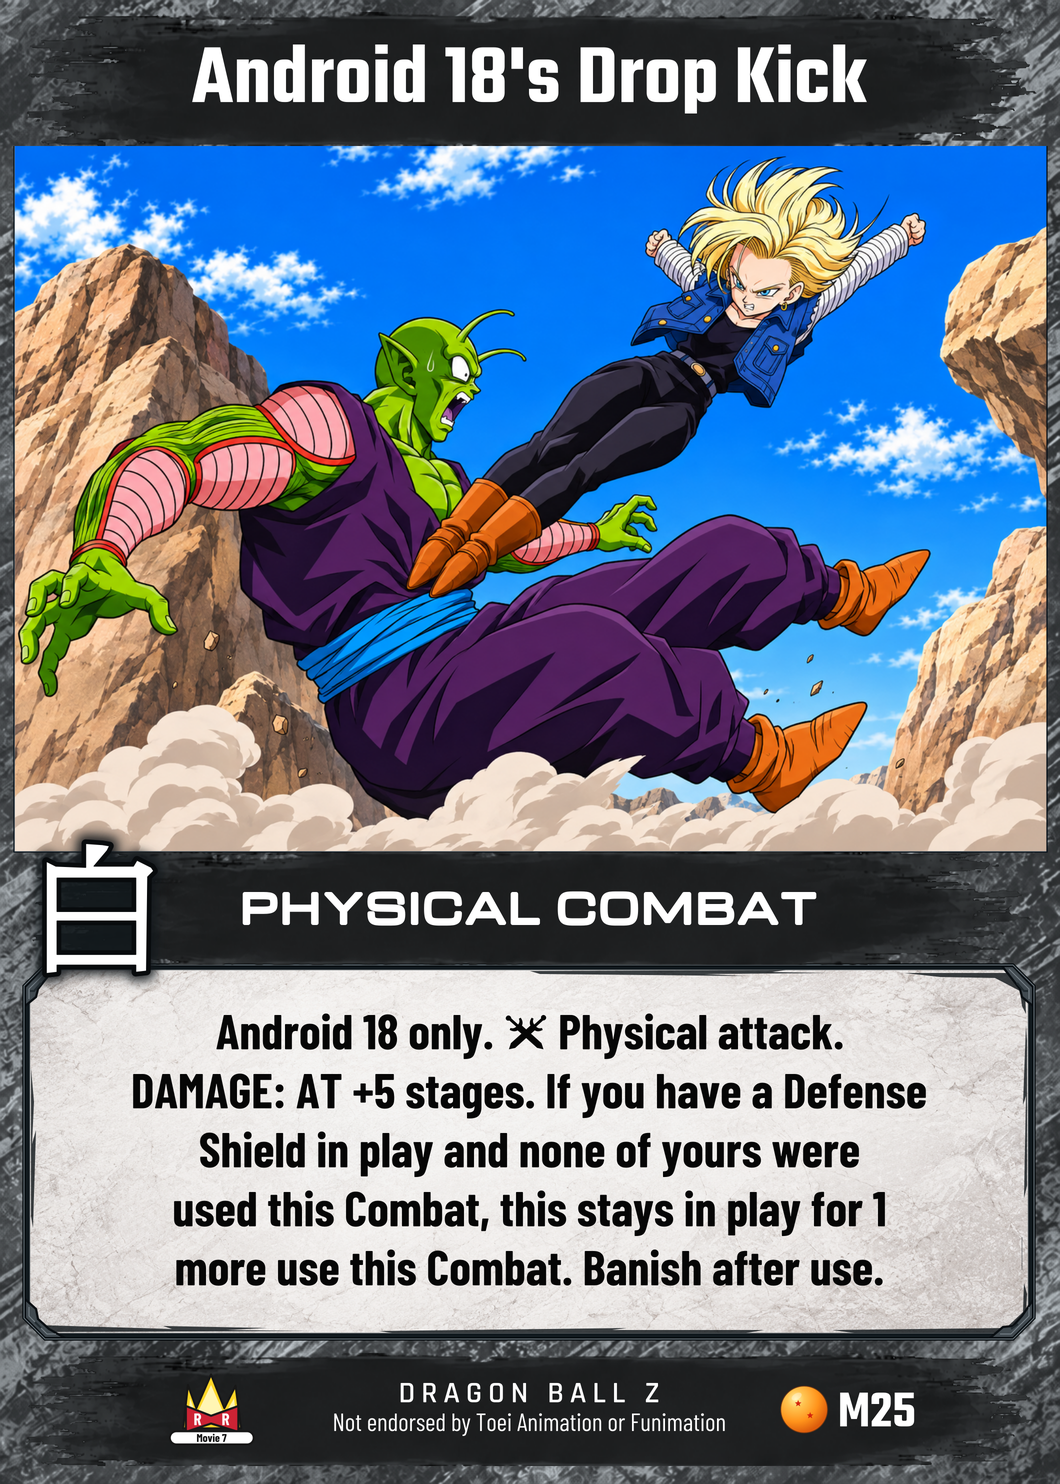 Android 18's Drop Kick
白
PHYSICAL COMBAT
Android 18 only. Physical attack.
DAMAGE: AT +5 stages. If you have a Defense
Shield in play and none of yours were
used this Combat, this stays in play for 1
more use this Combat. Banish after use.
R R
Movie 7
DRAGON BALL Z
Not endorsed by Toei Animation or Funimation
M25